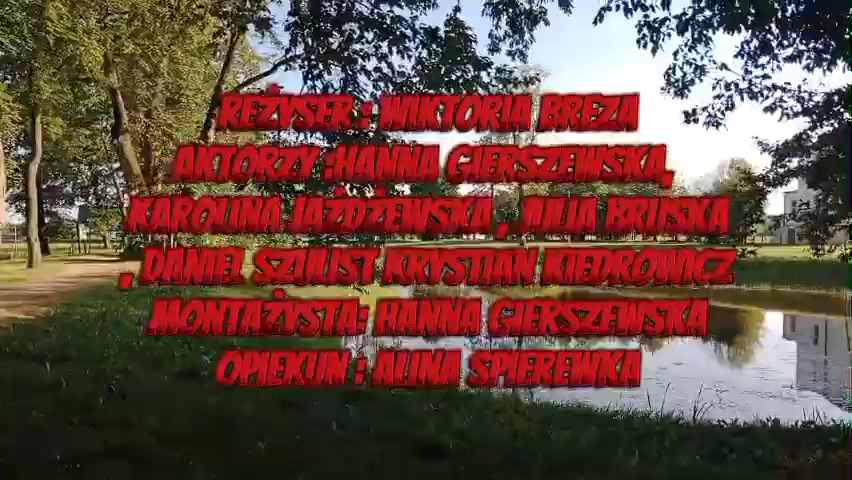 REŻYSER : WIKTORIA BREZA
AKTORZY :HANNA GIERSZEWSKA,
KAROLINA JAŻDŻEWSKA , JULIA BRUSKA
, DANIEL SZULIST KRYSTIAN KIEDROWICZ
MONTAŻYSTA: HANNA GIERSZEWSKA
OPIEKUN : ALINA SPIEREWKA